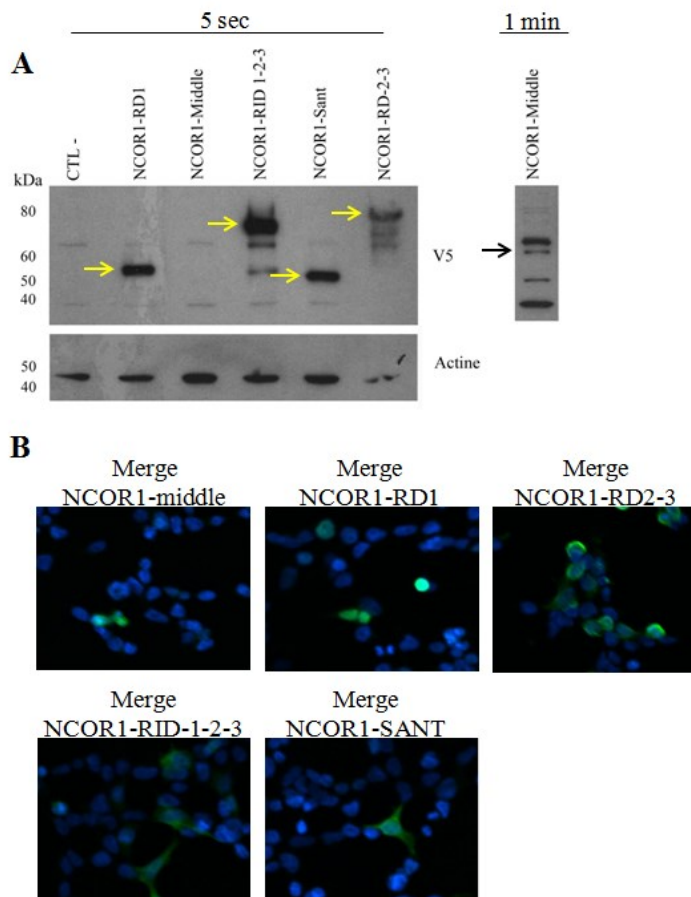 5 sec
1 min
A
CTL -
NCOR1-RD1
NCOR1-Middle
NCOR1-RID 1-2-3
NCOR1-Sant
NCOR1-RD-2-3
NCOR1-Middle
kDa
80
60
50
40
V5
50
40
Actine
B
Merge
NCOR1-middle
Merge
NCOR1-RD1
Merge
NCOR1-RD2-3
Merge
NCOR1-RID-1-2-3
Merge
NCOR1-SANT